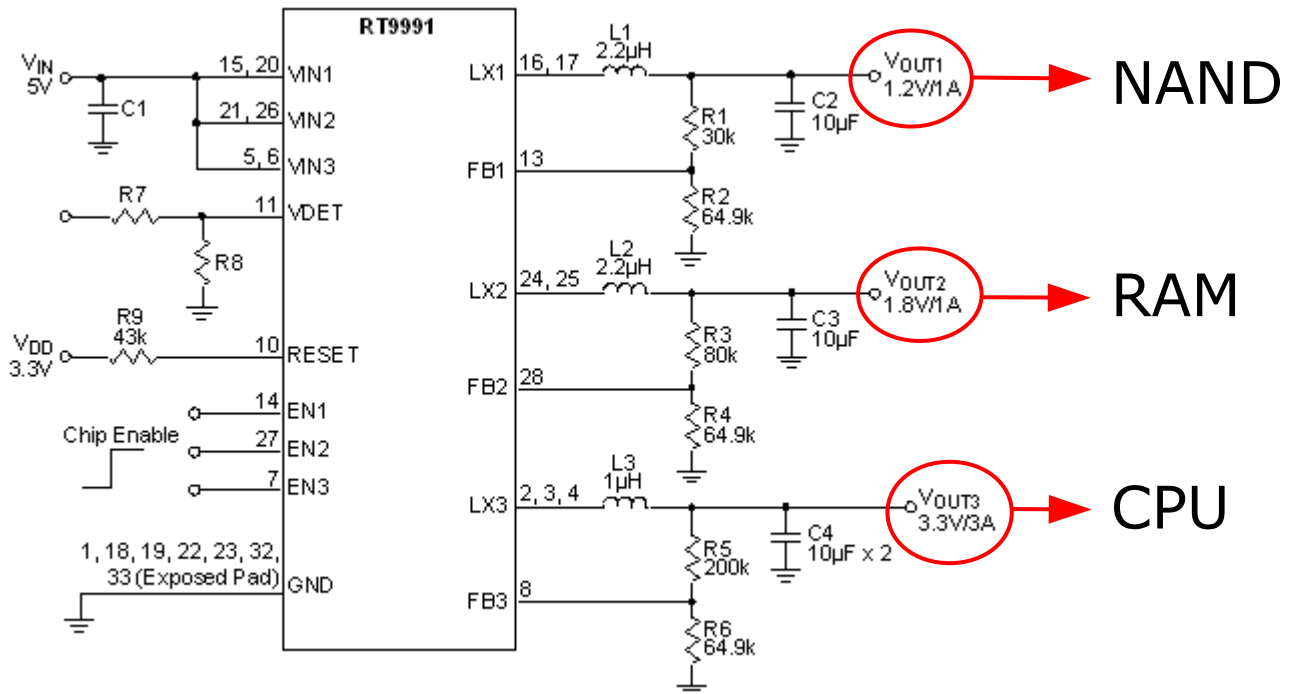 RT9991
VIN
5V
C1
15, 20
VIN1
21, 26
VIN2
5, 6
VIN3
R7
11
VDET
R8
R9
43k
VDD
3.3V
10
RESET
14
EN1
Chip Enable
27
EN2
7
EN3
1, 18, 19, 22, 23, 32,
33 (Exposed Pad)
GND
LX1
16, 17
L1
2.2µH
VOUT1
1.2V/1A
NAND
C2
10µF
R1
30k
FB1
13
R2
64.9k
LX2
24, 25
L2
2.2µH
VOUT2
1.8V/1A
RAM
C3
10µF
R3
80k
FB2
28
R4
64.9k
LX3
2, 3, 4
L3
1µH
VOUT3
3.3V/3A
CPU
C4
10µF x 2
R5
200k
FB3
8
R6
64.9k